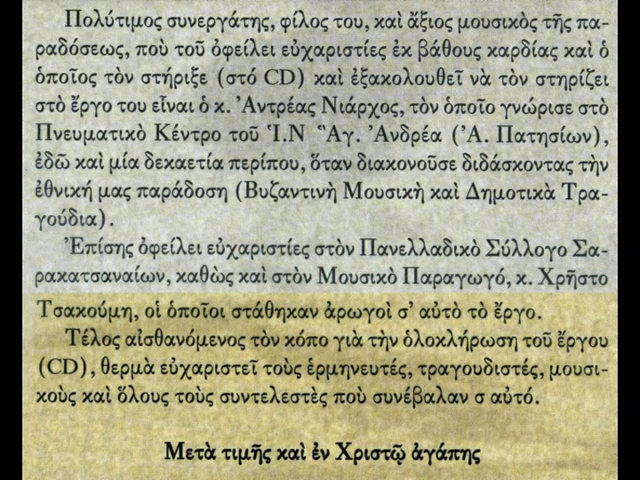 Πολύτιμος συνεργάτης, φίλος του, καὶ ἄξιος μουσικὸς τῆς πα-
ραδόσεως, ποὺ τοῦ ὀφείλει εὐχαριστίες ἐκ βάθους καρδίας καὶ ὁ
ὁποῖος τὸν στήριξε (στό CD) καὶ ἐξακολουθεῖ νὰ τὸν στηρίζει
στὸ ἔργο του εἶναι ὁ κ. Ἀντρέας Νιάρχος, τὸν ὁποῖο γνώρισε στὸ
Πνευματικὸ Κέντρο τοῦ Ἱ.Ν Ἅγ. Ἀνδρέα (Ἀ. Πατησίων),
ἐδῶ καὶ μία δεκαετία περίπου, ὅταν διακονοῦσε διδάσκοντας τὴν
ἐθνική μας παράδοση (Βυζαντινὴ Μουσικὴ καὶ Δημοτικὰ Τρα-
γούδια).
Ἐπίσης ὀφείλει εὐχαριστίες στὸν Πανελλαδικὸ Σύλλογο Σα-
ρακατσαναίων, καθὼς καὶ στὸν Μουσικὸ Παραγωγό, κ. Χρῆστο
Τσακούμη, οἱ ὁποῖοι στάθηκαν ἀρωγοὶ σ' αὐτὸ τὸ ἔργο.
Τέλος αἰσθανόμενος τὸν κόπο γιὰ τὴν ὁλοκλήρωση τοῦ ἔργου
(CD), θερμὰ εὐχαριστεῖ τοὺς ἑρμηνευτές, τραγουδιστές, μουσι-
κοὺς καὶ ὅλους τοὺς συντελεστὲς ποὺ συνέβαλαν σ αὐτό.
Μετὰ τιμῆς καὶ ἐν Χριστῷ ἀγάπης